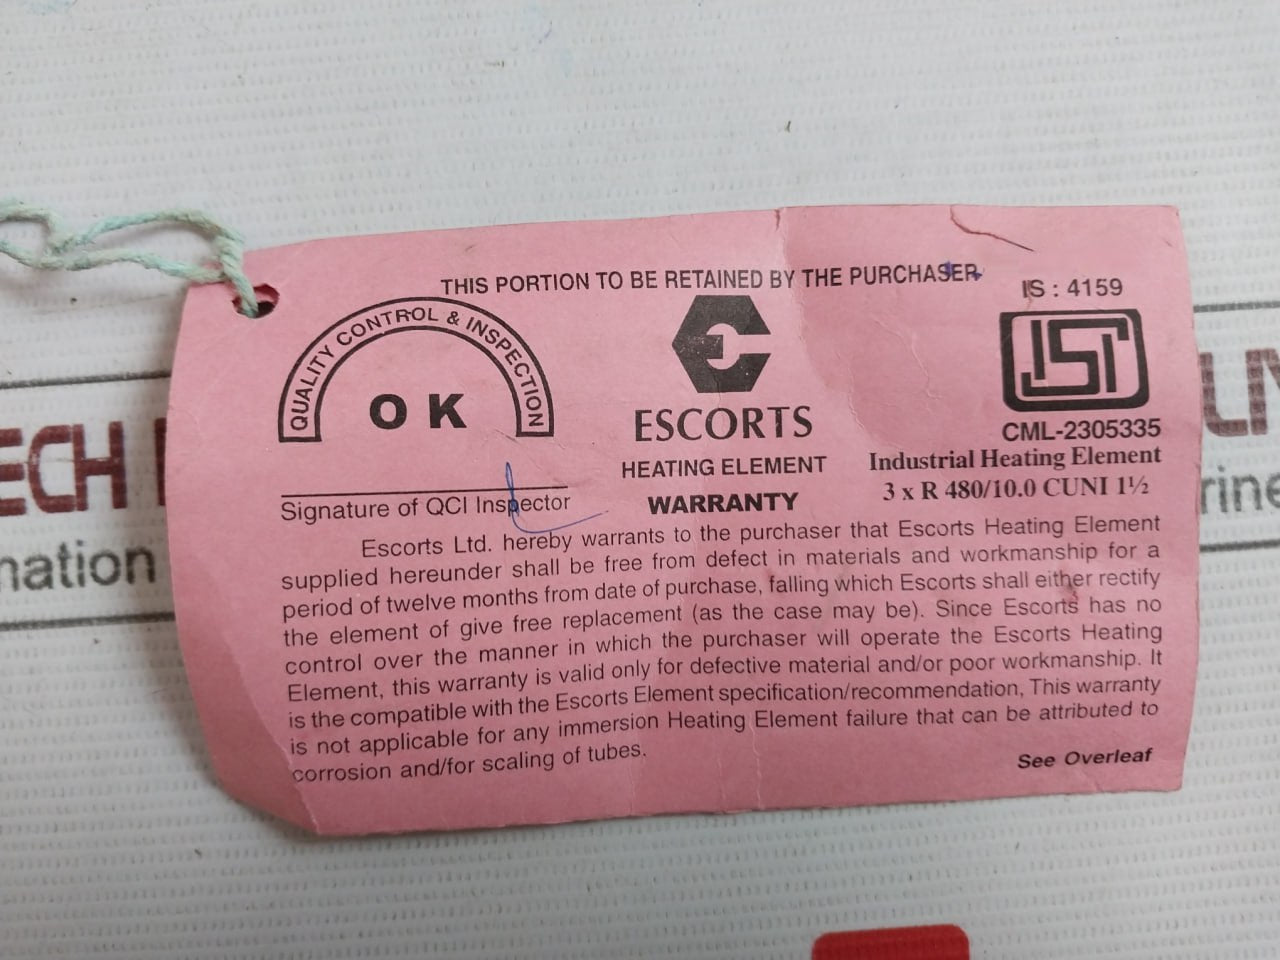 THIS PORTION TO BE RETAINED BY THE PURCHASER
IS : 4159
QUALITY CONTROL & INSPECTION
O K
ISI
ESCORTS
CML-2305335
HEATING ELEMENT
Industrial Heating Element
WARRANTY
3 x R 480/10.0 CUNI 1½
Signature of QCI Inspector
Escorts Ltd. hereby warrants to the purchaser that Escorts Heating Element
supplied hereunder shall be free from defect in materials and workmanship for a
period of twelve months from date of purchase, falling which Escorts shall either rectify
the element of give free replacement (as the case may be). Since Escorts has no
control over the manner in which the purchaser will operate the Escorts Heating
Element, this warranty is valid only for defective material and/or poor workmanship. It
is the compatible with the Escorts Element specification/recommendation, This warranty
is not applicable for any immersion Heating Element failure that can be attributed to
corrosion and/for scaling of tubes.
See Overleaf